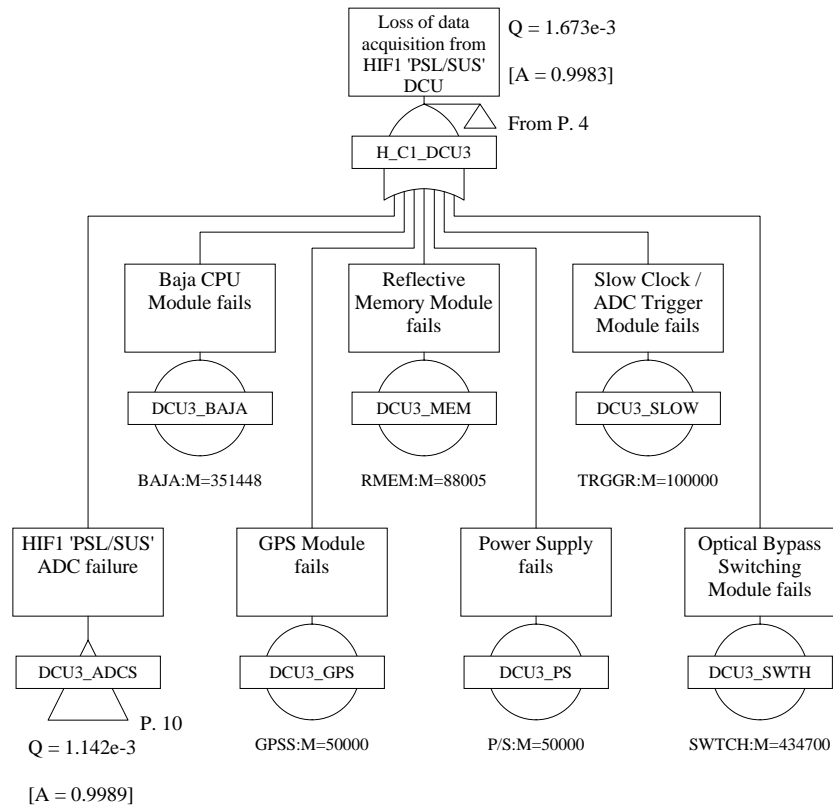 Loss of data
acquisition from
HIF1 'PSL/SUS'
DCU
Q = 1.673e-3
[A = 0.9983]
From P. 4
H_C1_DCU3
Baja CPU
Module fails
DCU3_BAJA
BAJA:M=351448
Reflective
Memory Module
fails
DCU3_MEM
RMEM:M=88005
Slow Clock /
ADC Trigger
Module fails
DCU3_SLOW
TRGGR:M=100000
HIF1 'PSL/SUS'
ADC failure
DCU3_ADCS
P. 10
Q = 1.142e-3
[A = 0.9989]
GPS Module
fails
DCU3_GPS
GPSS:M=50000
Power Supply
fails
DCU3_PS
P/S:M=50000
Optical Bypass
Switching
Module fails
DCU3_SWTH
SWTCH:M=434700